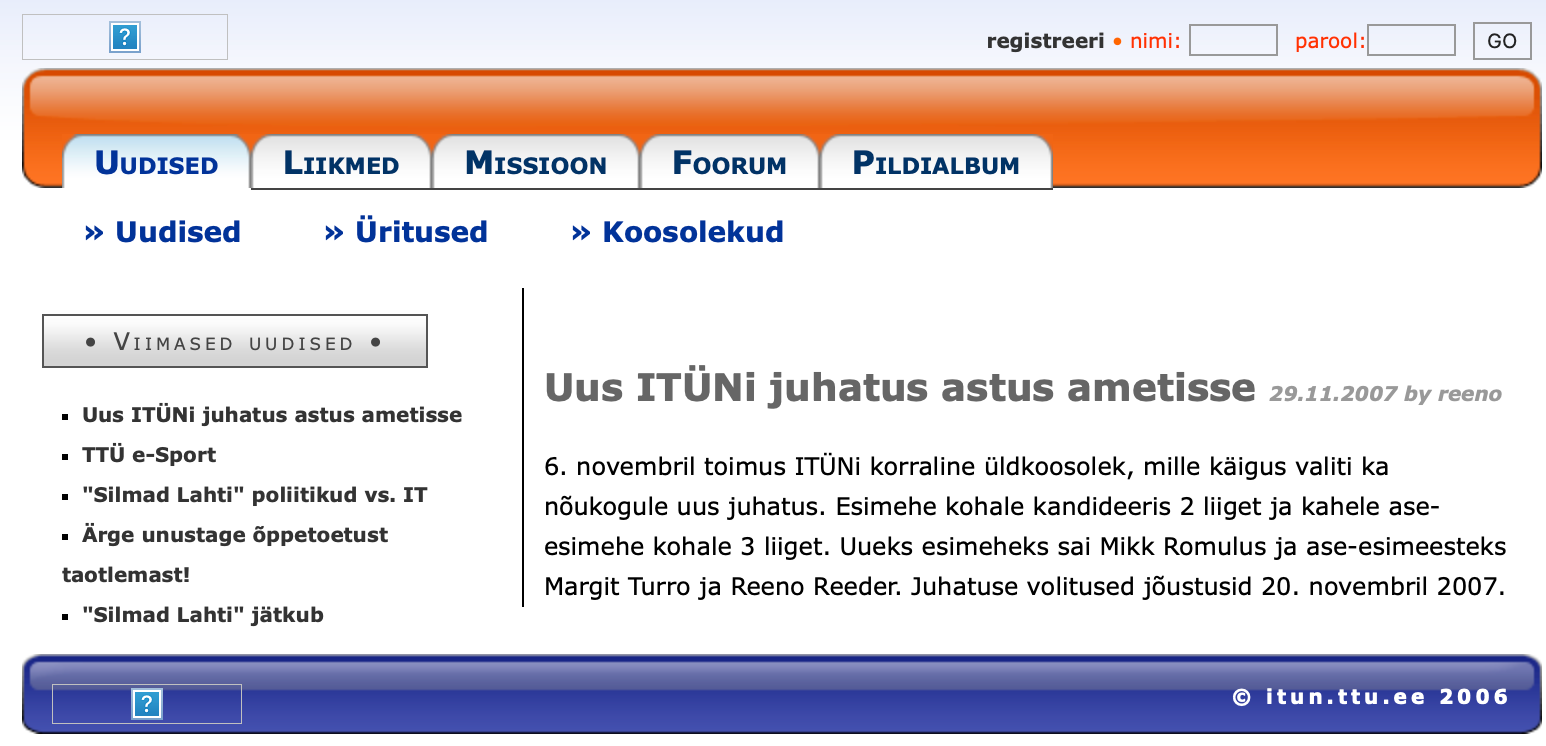 registreeri • nimi: parool: GO
Uudised Liikmed Missioon Foorum Pildialbum
» Uudised » Üritused » Koosolekud
• Viimased uudised •
Uus ITÜNi juhatus astus ametisse
TTÜ e-Sport
"Silmad Lahti" poliitikud vs. IT
Ärge unustage õppetoetust
taotlemast!
"Silmad Lahti" jätkub
Uus ITÜNi juhatus astus ametisse 29.11.2007 by reeno
6. novembril toimus ITÜNi korraline üldkoosolek, mille käigus valiti ka
nõukogule uus juhatus. Esimehe kohale kandideeris 2 liiget ja kahele ase-
esimehe kohale 3 liiget. Uueks esimeheks sai Mikk Romulus ja ase-esimeesteks
Margit Turro ja Reeno Reeder. Juhatuse volitused jõustusid 20. novembril 2007.
© itun.ttu.ee 2006